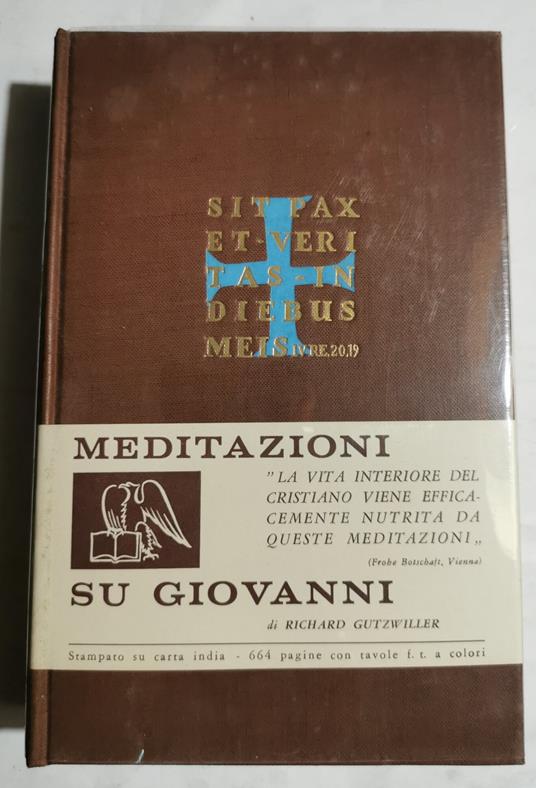 SIT PAX
ET-VERI
TAS-IN
DIEBUS
MEIS IV RE,20,19
MEDITAZIONI
"LA VITA INTERIORE DEL
CRISTIANO VIENE EFFICA-
CEMENTE NUTRITA DA
QUESTE MEDITAZIONI„
(Frohe Botschaft, Vienna)
SU GIOVANNI
di RICHARD GUTZWILLER
Stampato su carta india - 664 pagine con tavole f. t. a colori